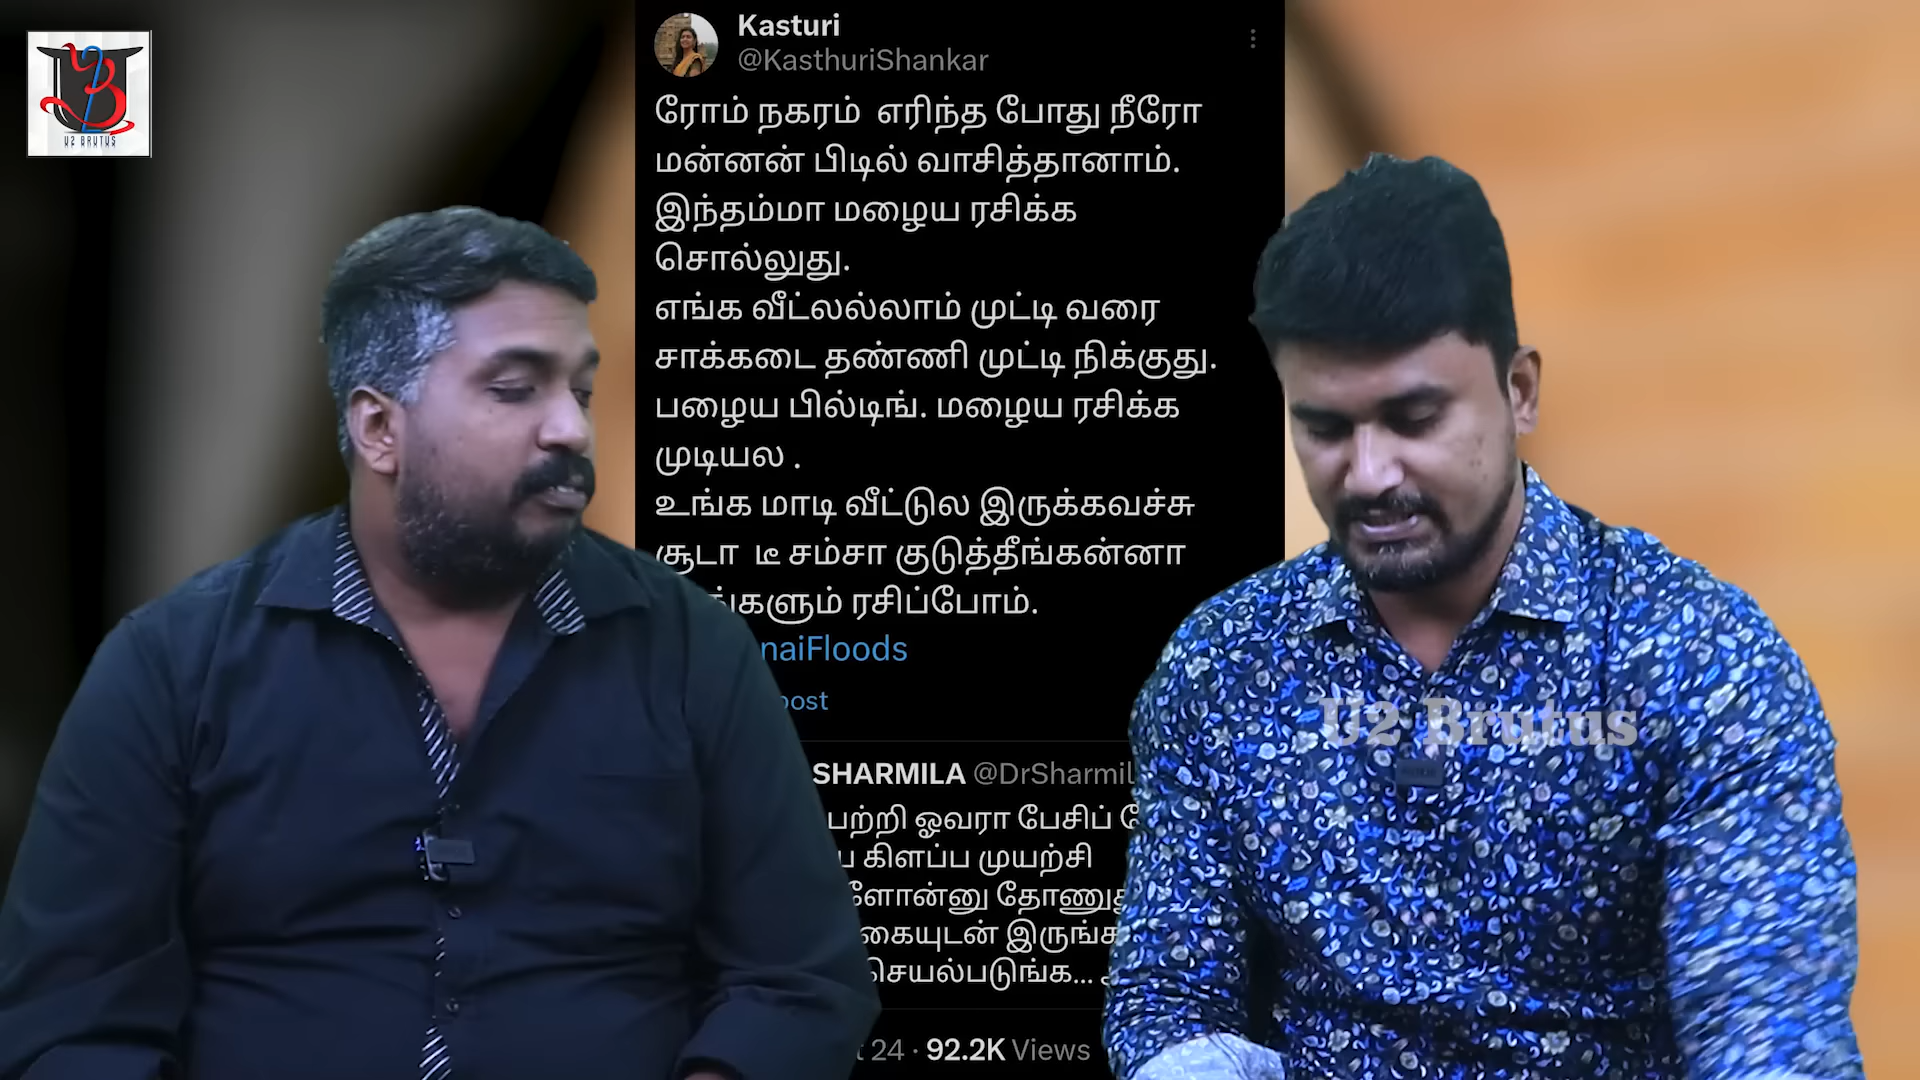 U2 BRUTUS
Kasturi
@KasthuriShankar
ரோம் நகரம் எரிந்த போது நீரோ
மன்னன் பிடில் வாசித்தானாம்.
இந்தம்மா மழைய ரசிக்க
சொல்லுது.
எங்க வீட்லல்லாம் முட்டி வரை
சாக்கடை தண்ணி முட்டி நிக்குது.
பழைய பில்டிங். மழைய ரசிக்க
முடியல .
உங்க மாடி வீட்டுல இருக்கவச்சு
சூடா டீ சம்சா குடுத்தீங்கன்னா
ங்களும் ரசிப்போம்.
naiFloods
post
U2 Brutus
SHARMILA @DrSharmil
பற்றி ஓவரா பேசிப்
கிளப்ப முயற்சி
ளோன்னு தோணுது
கையுடன் இருங்க
செயல்படுங்க...
24 · 92.2K Views